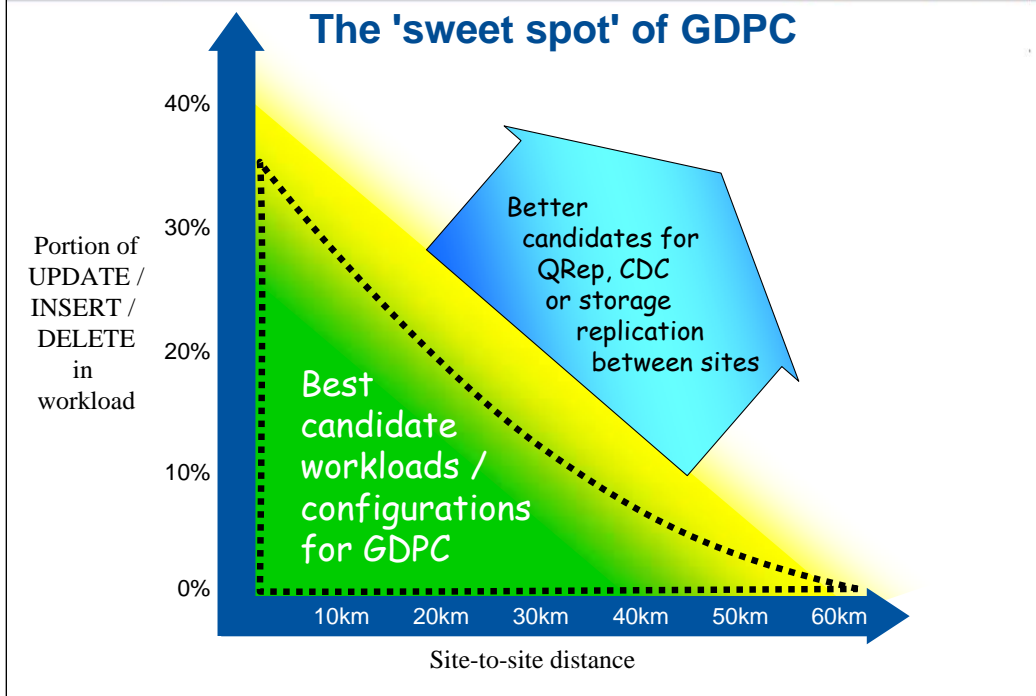 The 'sweet spot' of GDPC
40%
30%
20%
10%
0%
Portion of
UPDATE /
INSERT /
DELETE
in
workload
Better
candidates for
QRep, CDC
or storage
replication
between sites
Best
candidate
workloads /
configurations
for GDPC
10km
20km
30km
40km
50km
60km
Site-to-site distance